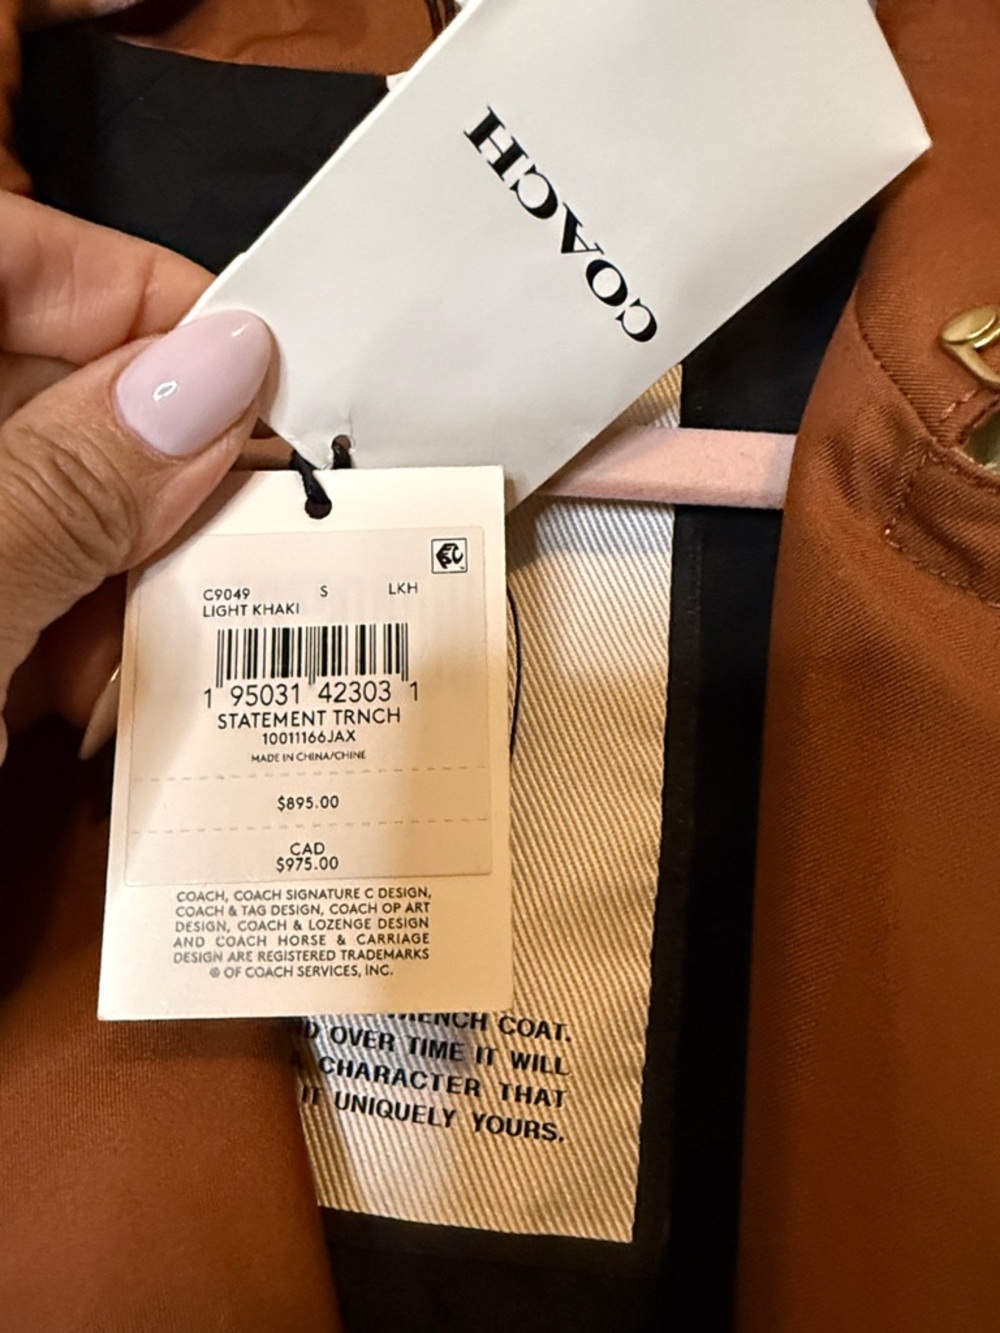 COACH
C9049 S LKH
LIGHT KHAKI
1 95031 42303 1
STATEMENT TRNCH
10011166JAX
MADE IN CHINA/CHINE
$895.00
CAD
$975.00
COACH, COACH SIGNATURE C DESIGN,
COACH & TAG DESIGN, COACH OP ART
DESIGN, COACH & LOZENGE DESIGN
AND COACH HORSE & CARRIAGE
DESIGN ARE REGISTERED TRADEMARKS
® OF COACH SERVICES, INC.
COAT.
OVER TIME IT WILL
CHARACTER THAT
IT UNIQUELY YOURS.